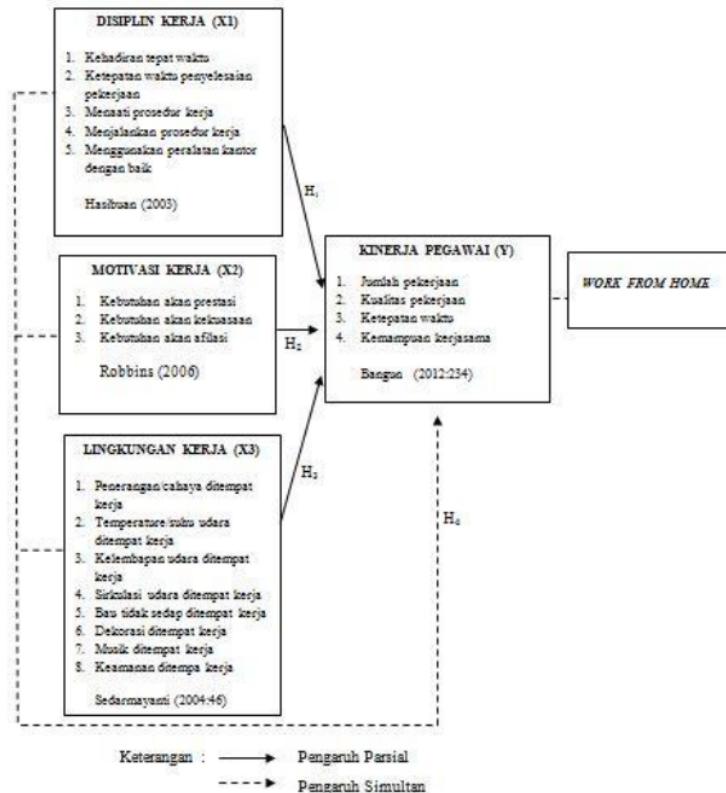 DISIPLIN KERJA (X1)
1. Kehadiran tepat waktu
2. Ketepatan waktu penyelesaian
pekerjaan
3. Menaati prosedur kerja
4. Menjalankan prosedur kerja
5. Menggunakan peralatan kantor
dengan baik
Hasibuan (2003)
H₁
MOTIVASI KERJA (X2)
1. Kebutuhan akan prestasi
2. Kebutuhan akan kekuasaan
3. Kebutuhan akan afilasi
Robbins (2006)
H₂
KINERJA PEGAWAI (Y)
1. Jumlah pekerjaan
2. Kualitas pekerjaan
3. Ketepatan waktu
4. Kemampuan kerjasama
Bangun (2012:234)
WORK FROM HOME
LINGKUNGAN KERJA (X3)
1. Penerangan/cahaya ditempat
kerja
2. Temperature/suhu udara
ditempat kerja
3. Kelembapan udara ditempat
kerja
4. Sirkulasi udara ditempat kerja
5. Bau tidak sedap ditempat kerja
6. Dekorasi ditempat kerja
7. Musik ditempat kerja
8. Keamanan ditempa kerja
Sedarmayanti (2004:46)
H₃
H₄
Keterangan : Pengaruh Parsial
Pengaruh Simultan